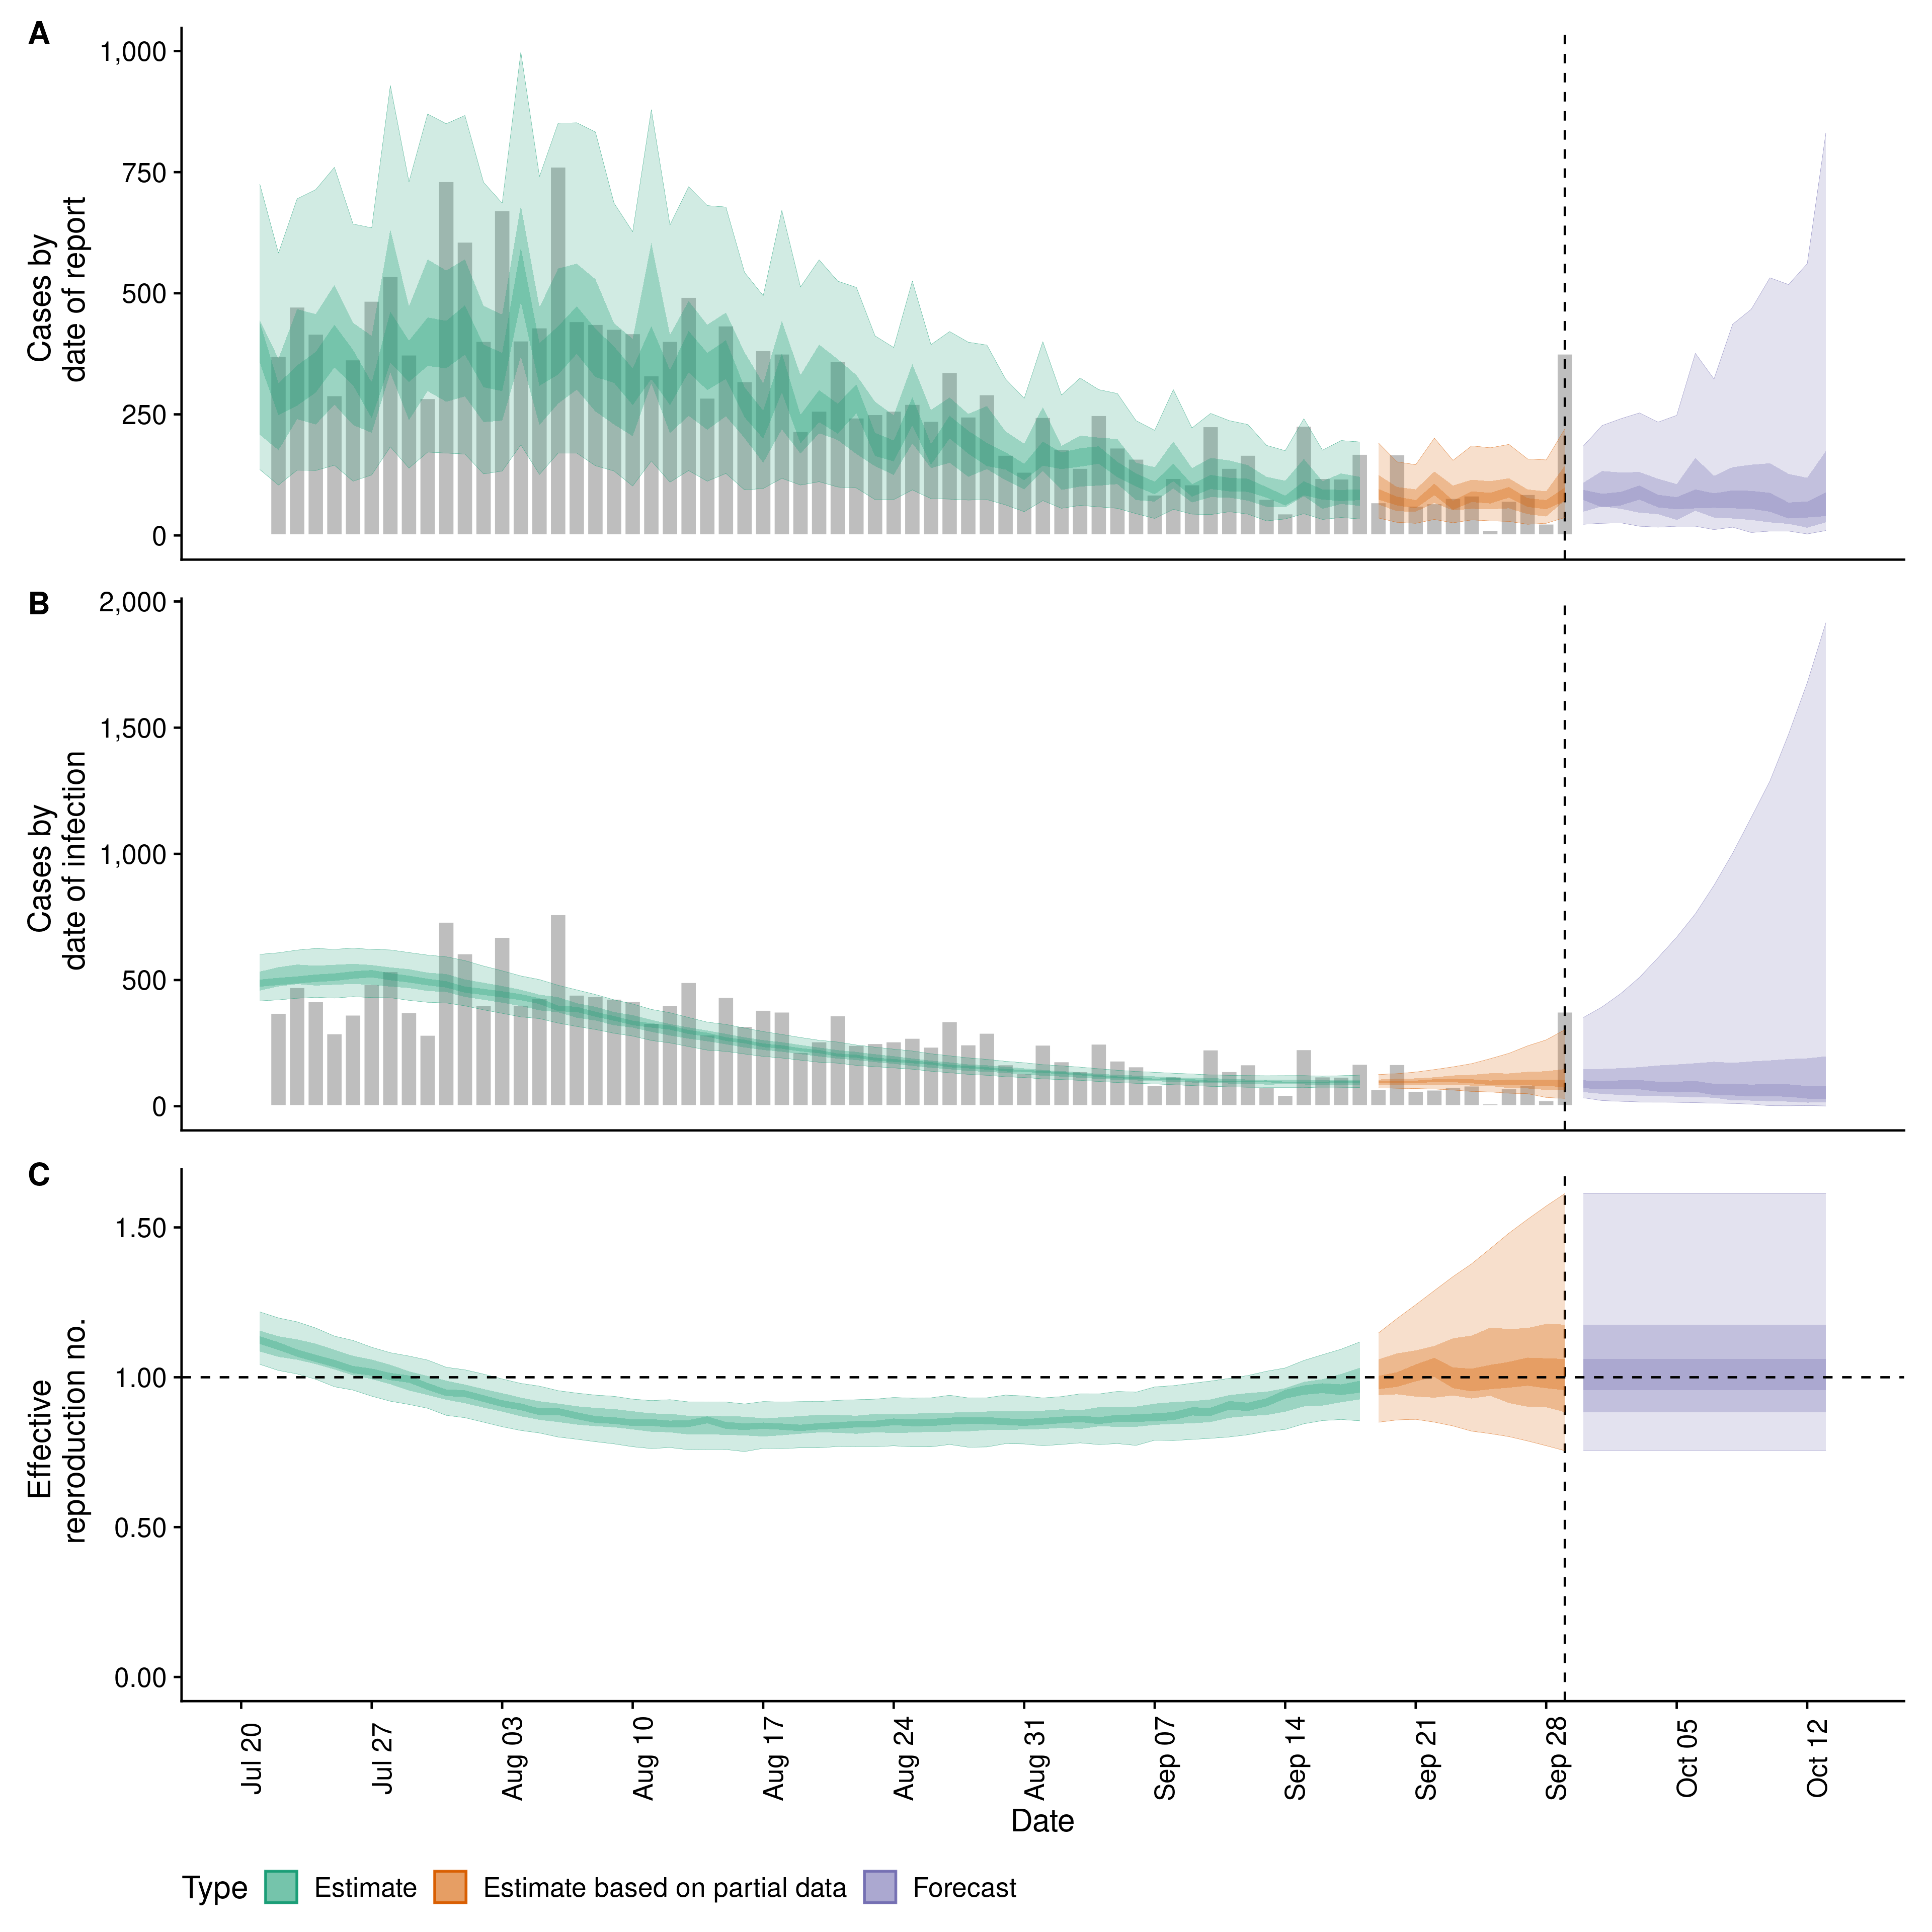 A
Cases by
date of report
1,000
750
500
250
0
B
Cases by
date of infection
2,000
1,500
1,000
500
0
C
Effective
reproduction no.
1.50
1.00
0.50
0.00
Jul 20
Jul 27
Aug 03
Aug 10
Aug 17
Aug 24
Aug 31
Sep 07
Sep 14
Sep 21
Sep 28
Oct 05
Oct 12
Date
Type Estimate Estimate based on partial data Forecast